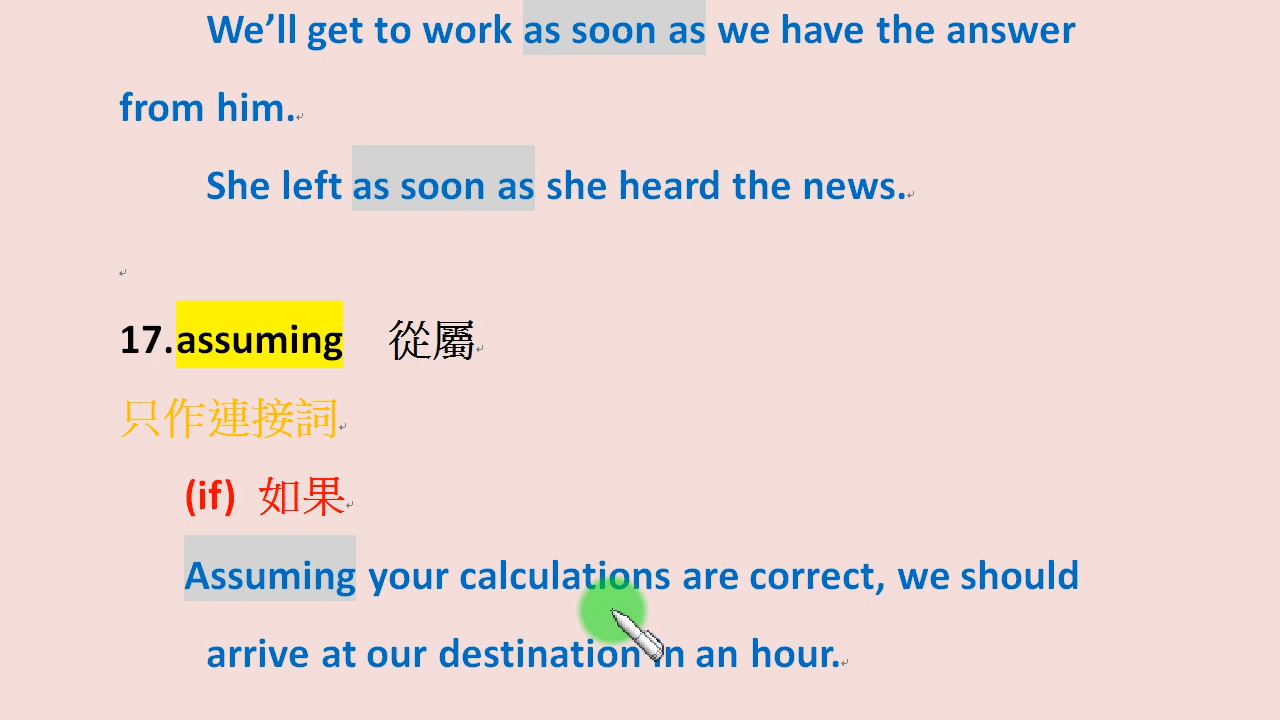 We’ll get to work as soon as we have the answer
from him.
She left as soon as she heard the news.
17.assuming 從屬
只作連接詞
(if) 如果
Assuming your calculations are correct, we should
arrive at our destination in an hour.